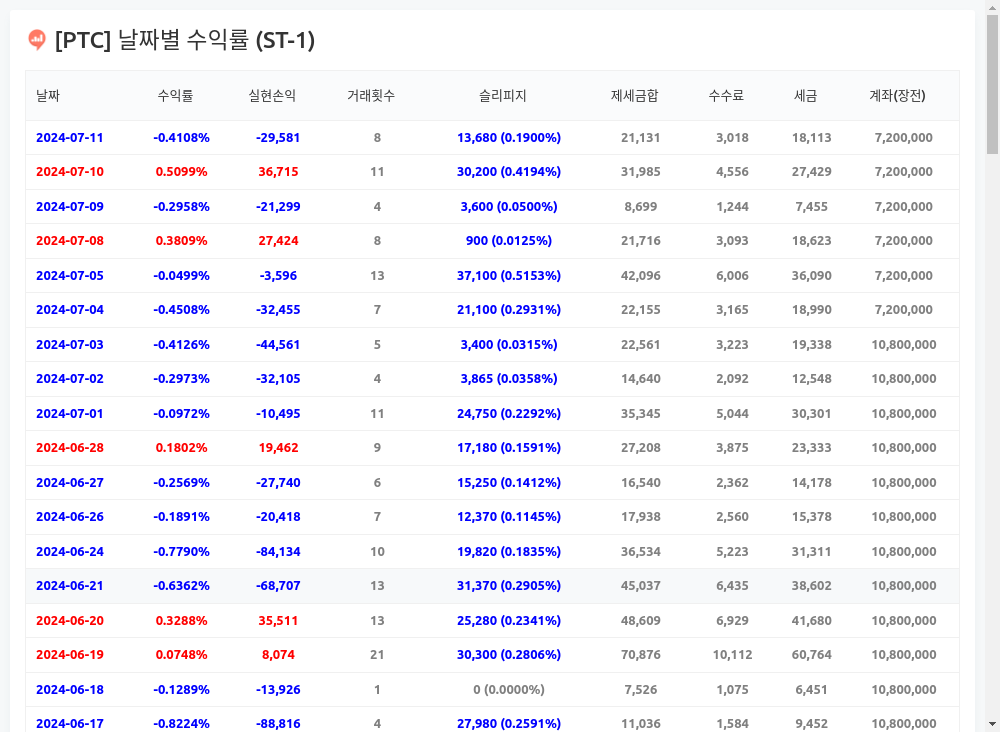 [PTC] 날짜별 수익률 (ST-1)
날짜 수익률 실현손익 거래횟수 슬리피지 제세금합 수수료 세금 계좌(장전)
2024-07-11 -0.4108% -29,581 8 13,680 (0.1900%) 21,131 3,018 18,113 7,200,000
2024-07-10 0.5099% 36,715 11 30,200 (0.4194%) 31,985 4,556 27,429 7,200,000
2024-07-09 -0.2958% -21,299 4 3,600 (0.0500%) 8,699 1,244 7,455 7,200,000
2024-07-08 0.3809% 27,424 8 900 (0.0125%) 21,716 3,093 18,623 7,200,000
2024-07-05 -0.0499% -3,596 13 37,100 (0.5153%) 42,096 6,006 36,090 7,200,000
2024-07-04 -0.4508% -32,455 7 21,100 (0.2931%) 22,155 3,165 18,990 7,200,000
2024-07-03 -0.4126% -44,561 5 3,400 (0.0315%) 22,561 3,223 19,338 10,800,000
2024-07-02 -0.2973% -32,105 4 3,865 (0.0358%) 14,640 2,092 12,548 10,800,000
2024-07-01 -0.0972% -10,495 11 24,750 (0.2292%) 35,345 5,044 30,301 10,800,000
2024-06-28 0.1802% 19,462 9 17,180 (0.1591%) 27,208 3,875 23,333 10,800,000
2024-06-27 -0.2569% -27,740 6 15,250 (0.1412%) 16,540 2,362 14,178 10,800,000
2024-06-26 -0.1891% -20,418 7 12,370 (0.1145%) 17,938 2,560 15,378 10,800,000
2024-06-24 -0.7790% -84,134 10 19,820 (0.1835%) 36,534 5,223 31,311 10,800,000
2024-06-21 -0.6362% -68,707 13 31,370 (0.2905%) 45,037 6,435 38,602 10,800,000
2024-06-20 0.3288% 35,511 13 25,280 (0.2341%) 48,609 6,929 41,680 10,800,000
2024-06-19 0.0748% 8,074 21 30,300 (0.2806%) 70,876 10,112 60,764 10,800,000
2024-06-18 -0.1289% -13,926 1 0 (0.0000%) 7,526 1,075 6,451 10,800,000
2024-06-17 -0.8224% -88,816 4 27,980 (0.2591%) 11,036 1,584 9,452 10,800,000